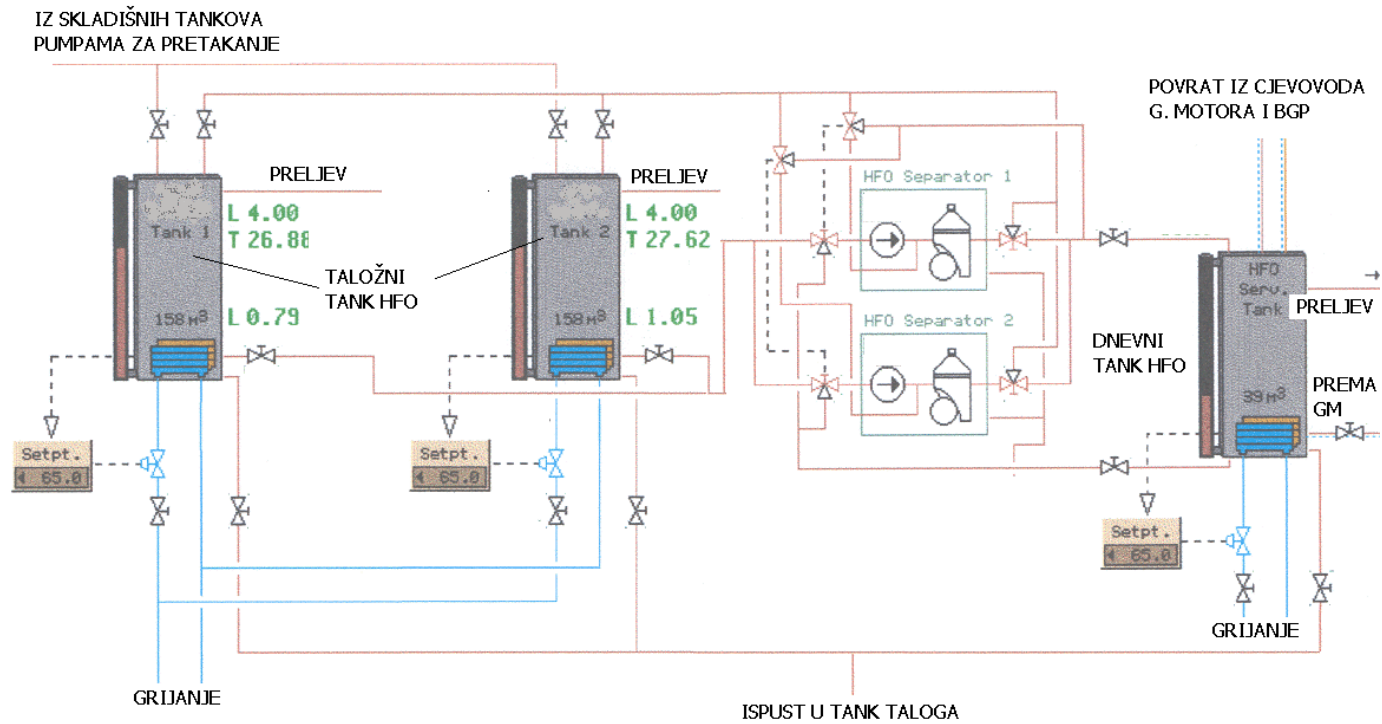 IZ SKLADIŠNIH TANKOVA
PUMPAMA ZA PRETAKANJE
POVRAT IZ CJEVOVODA
G. MOTORA I BGP
PRELJEV
L 4.00
T 26.88
Tank 1
158 м3
L 0.79
TALOŽNI
TANK HFO
PRELJEV
L 4.00
T 27.62
Tank 2
158 м3
L 1.05
HFO Separator 1
HFO Separator 2
HFO
Serv.
Tank
39 м3
PRELJEV
DNEVNI
TANK HFO
PREMA
GM
Setpt.
65.0
Setpt.
65.0
Setpt.
65.0
GRIJANJE
GRIJANJE
ISPUST U TANK TALOGA